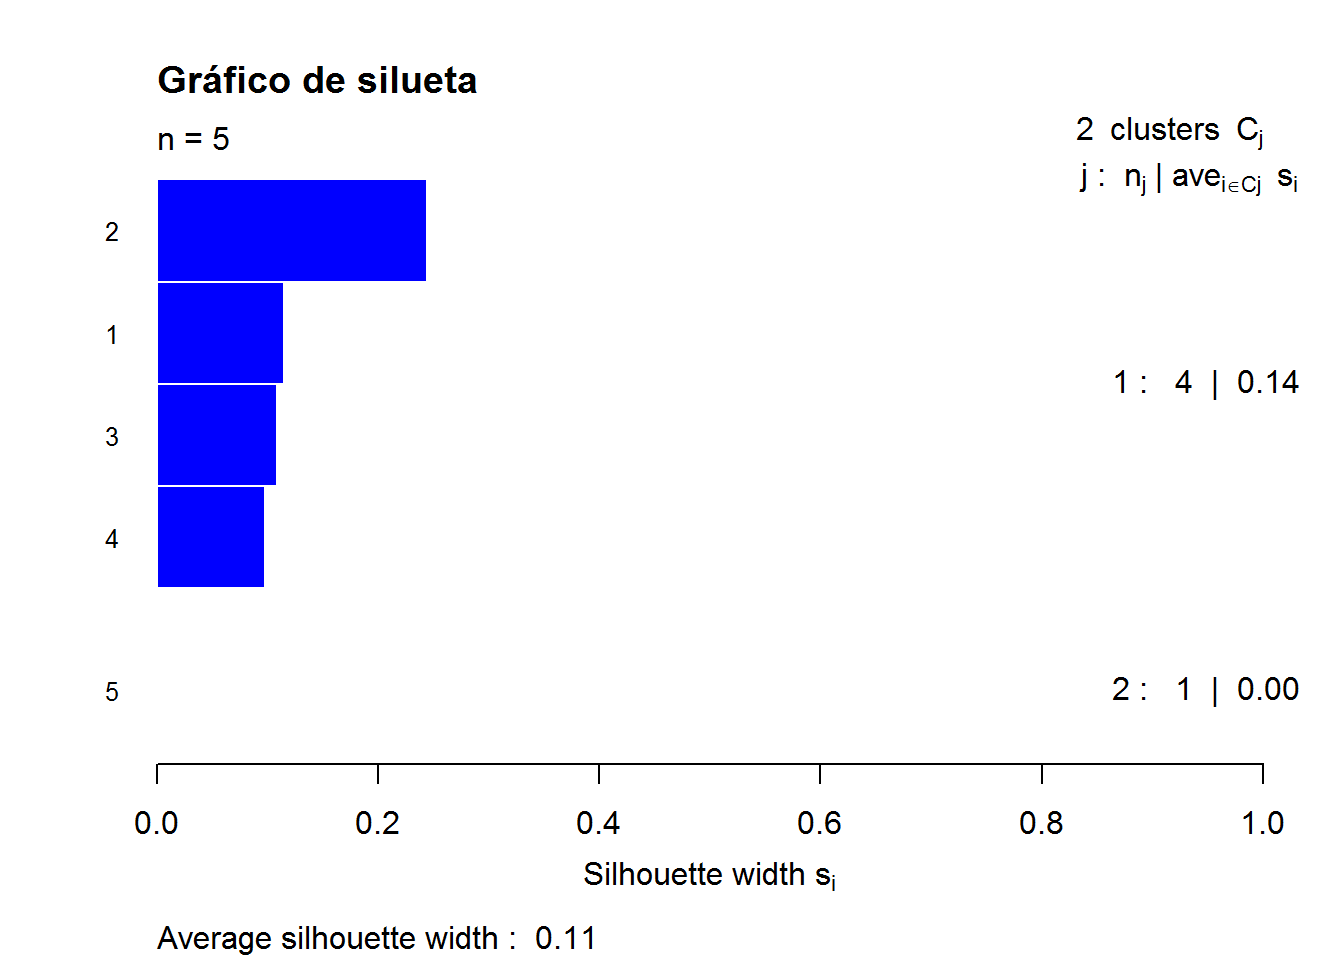 Gráfico de silueta
n = 5
2 clusters Cj
j : nj | avei∈Cj si
2
1
1 : 4 | 0.14
3
4
5
2 : 1 | 0.00
0.0 0.2 0.4 0.6 0.8 1.0
Silhouette width si
Average silhouette width : 0.11